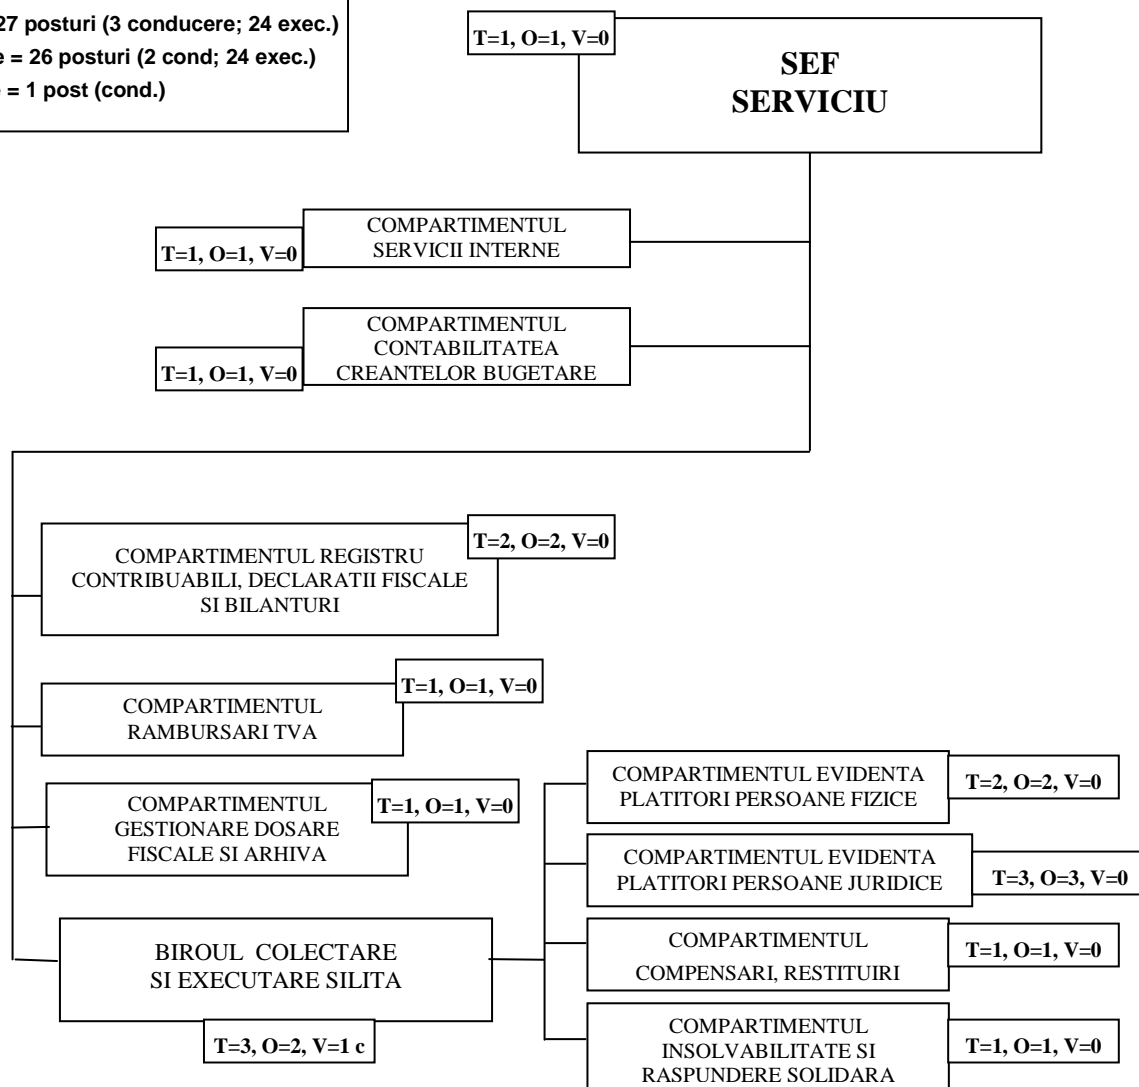 27 posturi (3 conducere; 24 exec.)
e = 26 posturi (2 cond; 24 exec.)
= 1 post (cond.)
T=1, O=1, V=0
SEF
SERVICIU
COMPARTIMENTUL
SERVICII INTERNE
T=1, O=1, V=0
COMPARTIMENTUL
CONTABILITATEA
CREANTELOR BUGETARE
T=1, O=1, V=0
T=2, O=2, V=0
COMPARTIMENTUL REGISTRU
CONTRIBUABILI, DECLARATII FISCALE
SI BILANTURI
T=1, O=1, V=0
COMPARTIMENTUL
RAMBURSARI TVA
COMPARTIMENTUL
GESTIONARE DOSARE
FISCALE SI ARHIVA
T=1, O=1, V=0
BIROUL COLECTARE
SI EXECUTARE SILITA
T=3, O=2, V=1 c
COMPARTIMENTUL EVIDENTA
PLATITORI PERSOANE FIZICE
T=2, O=2, V=0
COMPARTIMENTUL EVIDENTA
PLATITORI PERSOANE JURIDICE
T=3, O=3, V=0
COMPARTIMENTUL
COMPENSARI, RESTITUIRI
T=1, O=1, V=0
COMPARTIMENTUL
INSOLVABILITATE SI
RASPUNDERE SOLIDARA
T=1, O=1, V=0